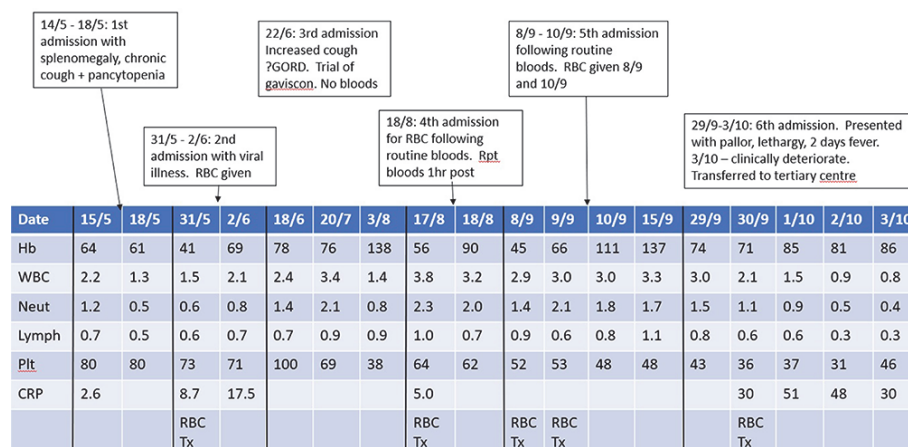 14/5 - 18/5: 1st
admission with
splenomegaly, chronic
cough + pancytopenia
22/6: 3rd admission
Increased cough
?GORD. Trial of
gaviscon. No bloods
8/9 - 10/9: 5th admission
following routine
bloods. RBC given 8/9
and 10/9
31/5 - 2/6: 2nd
admission with viral
illness. RBC given
18/8: 4th admission
for RBC following
routine bloods. Rpt
bloods 1hr post
29/9-3/10: 6th admission. Presented
with pallor, lethargy, 2 days fever.
3/10 – clinically deteriorate.
Transferred to tertiary centre
Date 15/5 18/5 31/5 2/6 18/6 20/7 3/8 17/8 18/8 8/9 9/9 10/9 15/9 29/9 30/9 1/10 2/10 3/10
Hb 64 61 41 69 78 76 138 56 90 45 66 111 137 74 71 85 81 86
WBC 2.2 1.3 1.5 2.1 2.4 3.4 1.4 3.8 3.2 2.9 3.0 3.0 3.3 3.0 2.1 1.5 0.9 0.8
Neut 1.2 0.5 0.6 0.8 1.4 2.1 0.8 2.3 2.0 1.4 2.1 1.8 1.7 1.5 1.1 0.9 0.5 0.4
Lymph 0.7 0.5 0.6 0.7 0.7 0.9 0.9 1.0 0.7 0.9 0.6 0.8 1.1 0.8 0.6 0.6 0.3 0.3
Plt 80 80 73 71 100 69 38 64 62 52 53 48 48 43 36 37 31 46
CRP 2.6 8.7 17.5 5.0 30 51 48 30
RBC RBC RBC RBC RBC
Tx Tx Tx Tx Tx